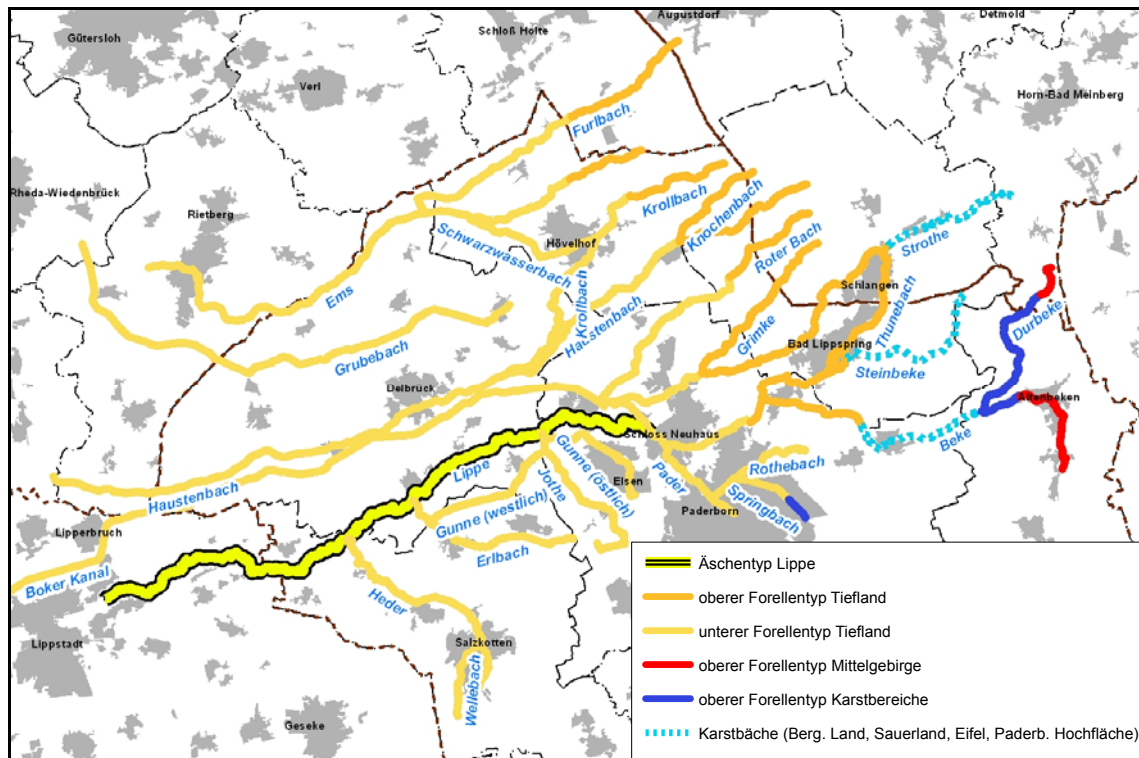 Augustdorf
Detmold
Gütersloh
Schloß Holte
Verl
Horn-Bad Meinberg
Furlbach
Rheda-Wiedenbrück
Rietberg
Krollbach
Knochenbach
Strothe
Schwarzwasserbach
Hövelhof
Roter Bach
Ems
Schlangen
Krollbach
Haustenbach
Grimke
Thunebach
Durbeke
Grubebach
Bad Lippspring
Steinbeke
Delbrück
Altenbeken
Schloss Neuhaus
Beke
Lippe
Gunne (östlich)
Pader
Rothebach
Jothe
Elsen
Haustenbach
Gunne (westlich)
Springbach
Paderborn
Lipperbruch
Erlbach
Boker Kanal
Heder
Lippstadt
Salzkotten
Wellebach
Geseke
Äschentyp Lippe
oberer Forellentyp Tiefland
unterer Forellentyp Tiefland
oberer Forellentyp Mittelgebirge
oberer Forellentyp Karstbereiche
Karstbäche (Berg. Land, Sauerland, Eifel, Paderb. Hochfläche)